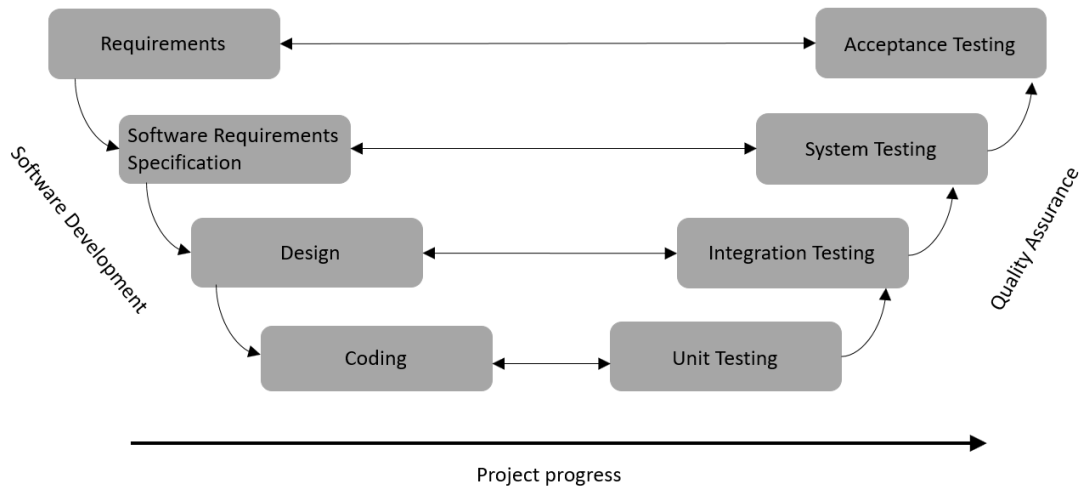 Requirements
Acceptance Testing
Software Requirements
Specification
System Testing
Software Development
Quality Assurance
Design
Integration Testing
Coding
Unit Testing
Project progress